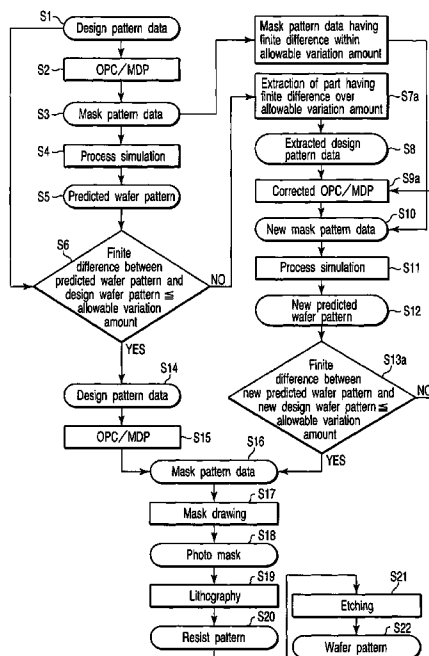 S1
Design pattern data
S2
OPC/MDP
S3
Mask pattern data
S4
Process simulation
S5
Predicted wafer pattern
S6
Finite
difference between
predicted wafer pattern and
design wafer pattern ≦
allowable variation
amount
NO
YES
S14
Design pattern data
OPC/MDP
S15
Mask pattern data having
finite difference within
allowable variation amount
Extraction of part having
finite difference over
allowable variation amount
S7a
Extracted design
pattern data
S8
S9a
Corrected OPC/MDP
S10
New mask pattern data
Process simulation
S11
New predicted
wafer pattern
S12
S13a
Finite
difference between
new predicted wafer pattern and
new design wafer pattern ≦
allowable variation
amount
NO
YES
S16
Mask pattern data
S17
Mask drawing
S18
Photo mask
S19
Lithography
S20
Resist pattern
S21
Etching
S22
Wafer pattern